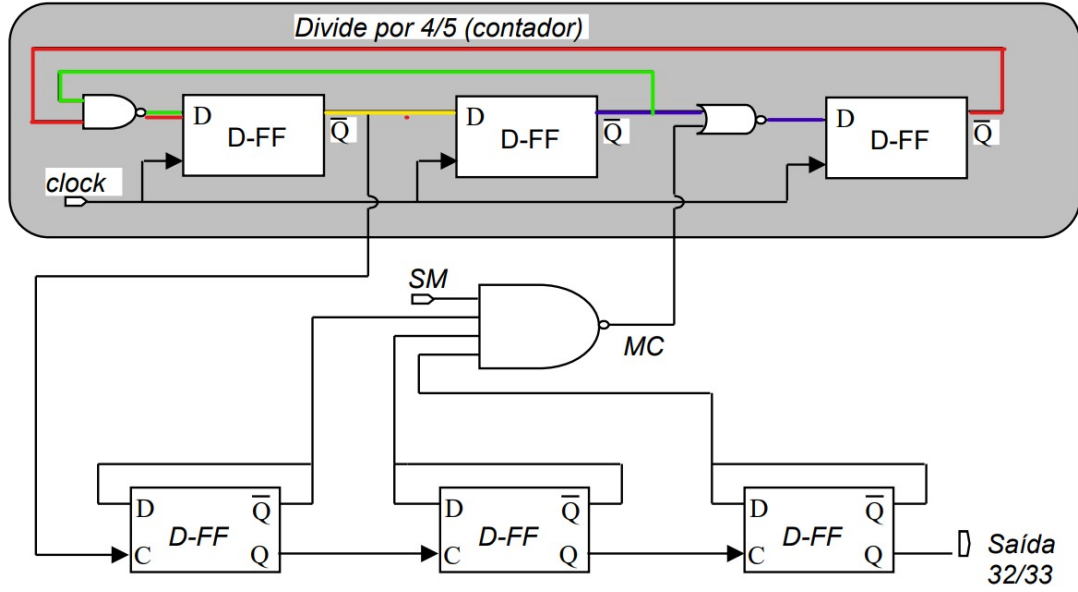 Divide por 4/5 (contador)
D
D-FF
Q̅
D
D-FF
Q̅
D
D-FF
Q̅
clock
SM
MC
D
Q̅
D-FF
C
Q
D
Q̅
D-FF
C
Q
D
Q̅
D-FF
C
Q
Saída
32/33